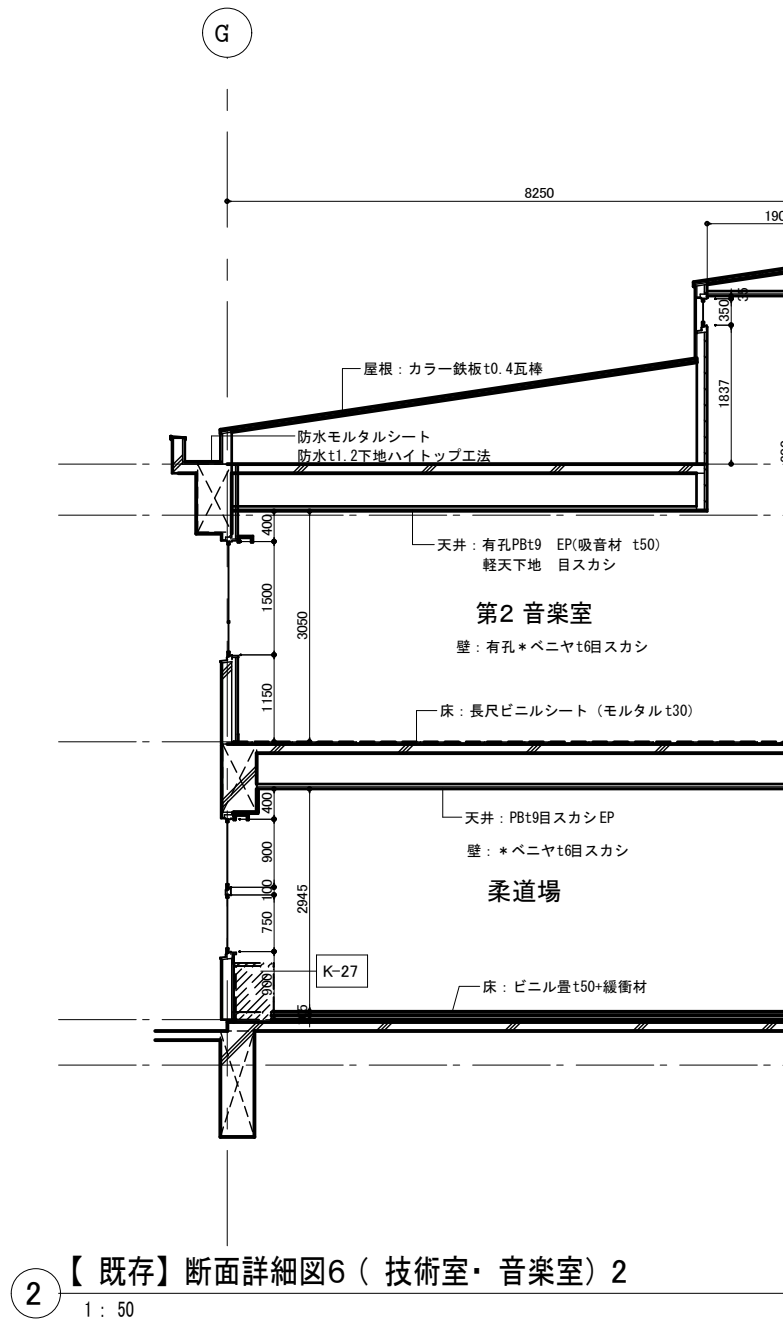 G
8250
350
1837
屋根：カラー鉄板t0.4瓦棒
防水モルタルシート
防水t1.2下地ハイトップ工法
400
天井：有孔PBt9 EP(吸音材 t50)
軽天下地 目スカシ
1500
3050
第2 音楽室
壁：有孔＊ベニヤt6目スカシ
1150
床：長尺ビニルシート（モルタルt30）
400
天井：PBt9目スカシEP
壁：＊ベニヤt6目スカシ
900
100
2945
柔道場
750
K-27
900
床：ビニル畳t50+緩衝材
2
【 既存】断面詳細図6（ 技術室・ 音楽室）2
1 : 50